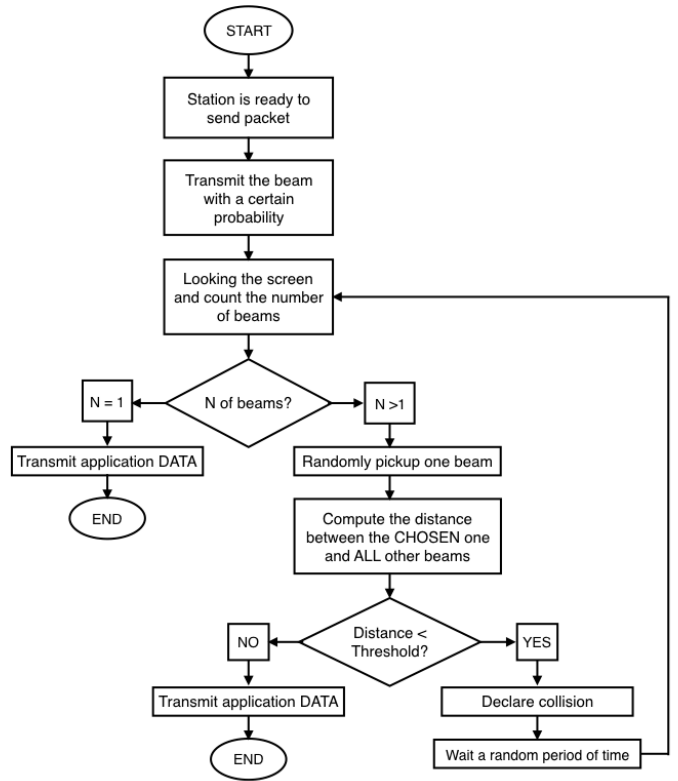 START
Station is ready to
send packet
Transmit the beam
with a certain
probability
Looking the screen
and count the number
of beams
N of beams?
N = 1
N >1
Transmit application DATA
Randomly pickup one beam
END
Compute the distance
between the CHOSEN one
and ALL other beams
Distance <
Threshold?
NO
YES
Transmit application DATA
Declare collision
END
Wait a random period of time